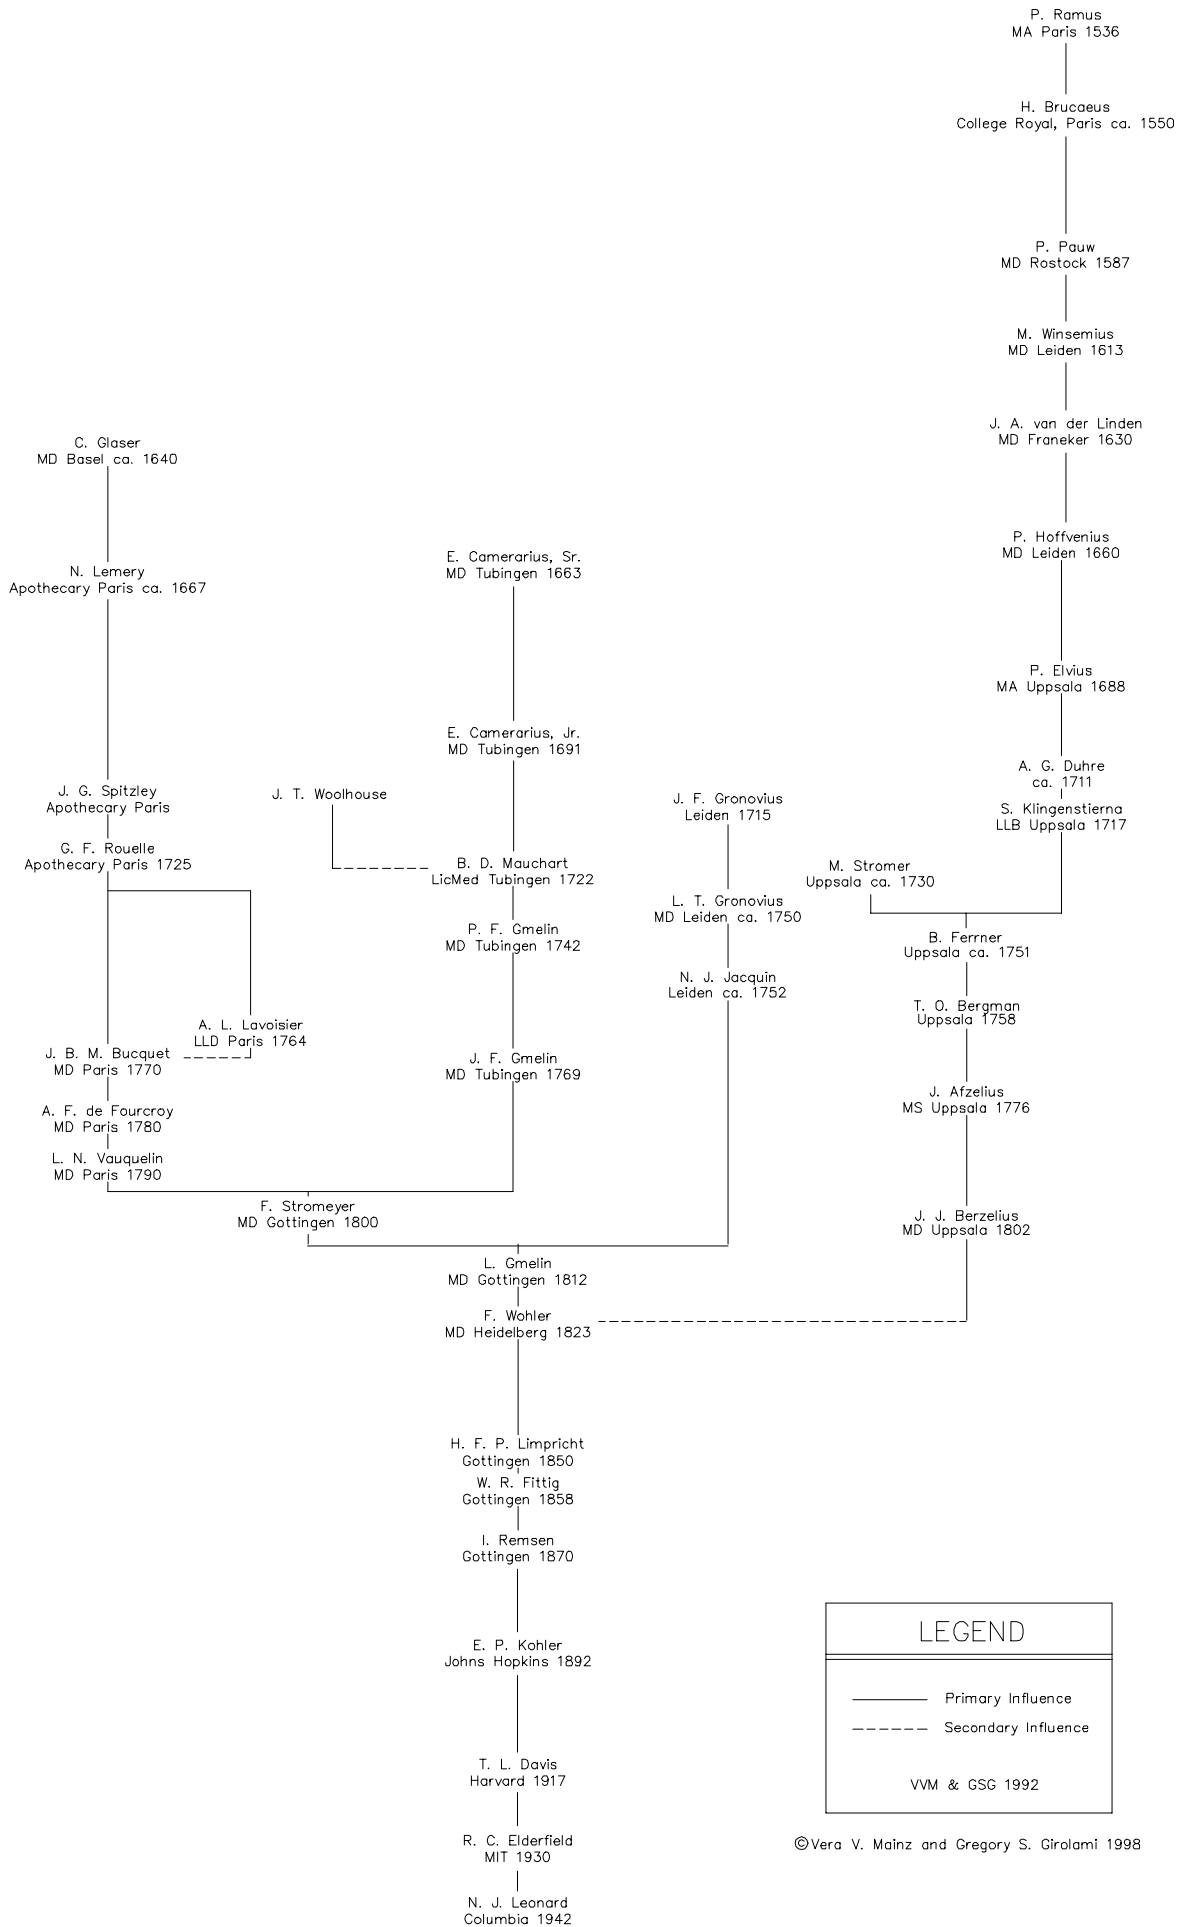 P. Ramus
MA Paris 1536
H. Brucaeus
College Royal, Paris ca. 1550
P. Pauw
MD Rostock 1587
M. Winsemius
MD Leiden 1613
J. A. van der Linden
MD Franeker 1630
C. Glaser
MD Basel ca. 1640
P. Hoffvenius
MD Leiden 1660
E. Camerarius, Sr.
MD Tubingen 1663
N. Lemery
Apothecary Paris ca. 1667
P. Elvius
MA Uppsala 1688
E. Camerarius, Jr.
MD Tubingen 1691
A. G. Duhre
ca. 1711
J. G. Spitzley
Apothecary Paris
J. T. Woolhouse
J. F. Gronovius
Leiden 1715
S. Klingenstierna
LLB Uppsala 1717
G. F. Rouelle
Apothecary Paris 1725
B. D. Mauchart
LicMed Tubingen 1722
M. Stromer
Uppsala ca. 1730
L. T. Gronovius
MD Leiden ca. 1750
P. F. Gmelin
MD Tubingen 1742
B. Ferrner
Uppsala ca. 1751
N. J. Jacquin
Leiden ca. 1752
T. O. Bergman
Uppsala 1758
A. L. Lavoisier
LLD Paris 1764
J. B. M. Bucquet
MD Paris 1770
J. F. Gmelin
MD Tubingen 1769
J. Afzelius
MS Uppsala 1776
A. F. de Fourcroy
MD Paris 1780
L. N. Vauquelin
MD Paris 1790
F. Stromeyer
MD Gottingen 1800
J. J. Berzelius
MD Uppsala 1802
L. Gmelin
MD Gottingen 1812
F. Wohler
MD Heidelberg 1823
H. F. P. Limpricht
Gottingen 1850
W. R. Fittig
Gottingen 1858
I. Remsen
Gottingen 1870
E. P. Kohler
Johns Hopkins 1892
T. L. Davis
Harvard 1917
R. C. Elderfield
MIT 1930
N. J. Leonard
Columbia 1942
LEGEND
Primary Influence
Secondary Influence
VVM & GSG 1992
©Vera V. Mainz and Gregory S. Girolami 1998